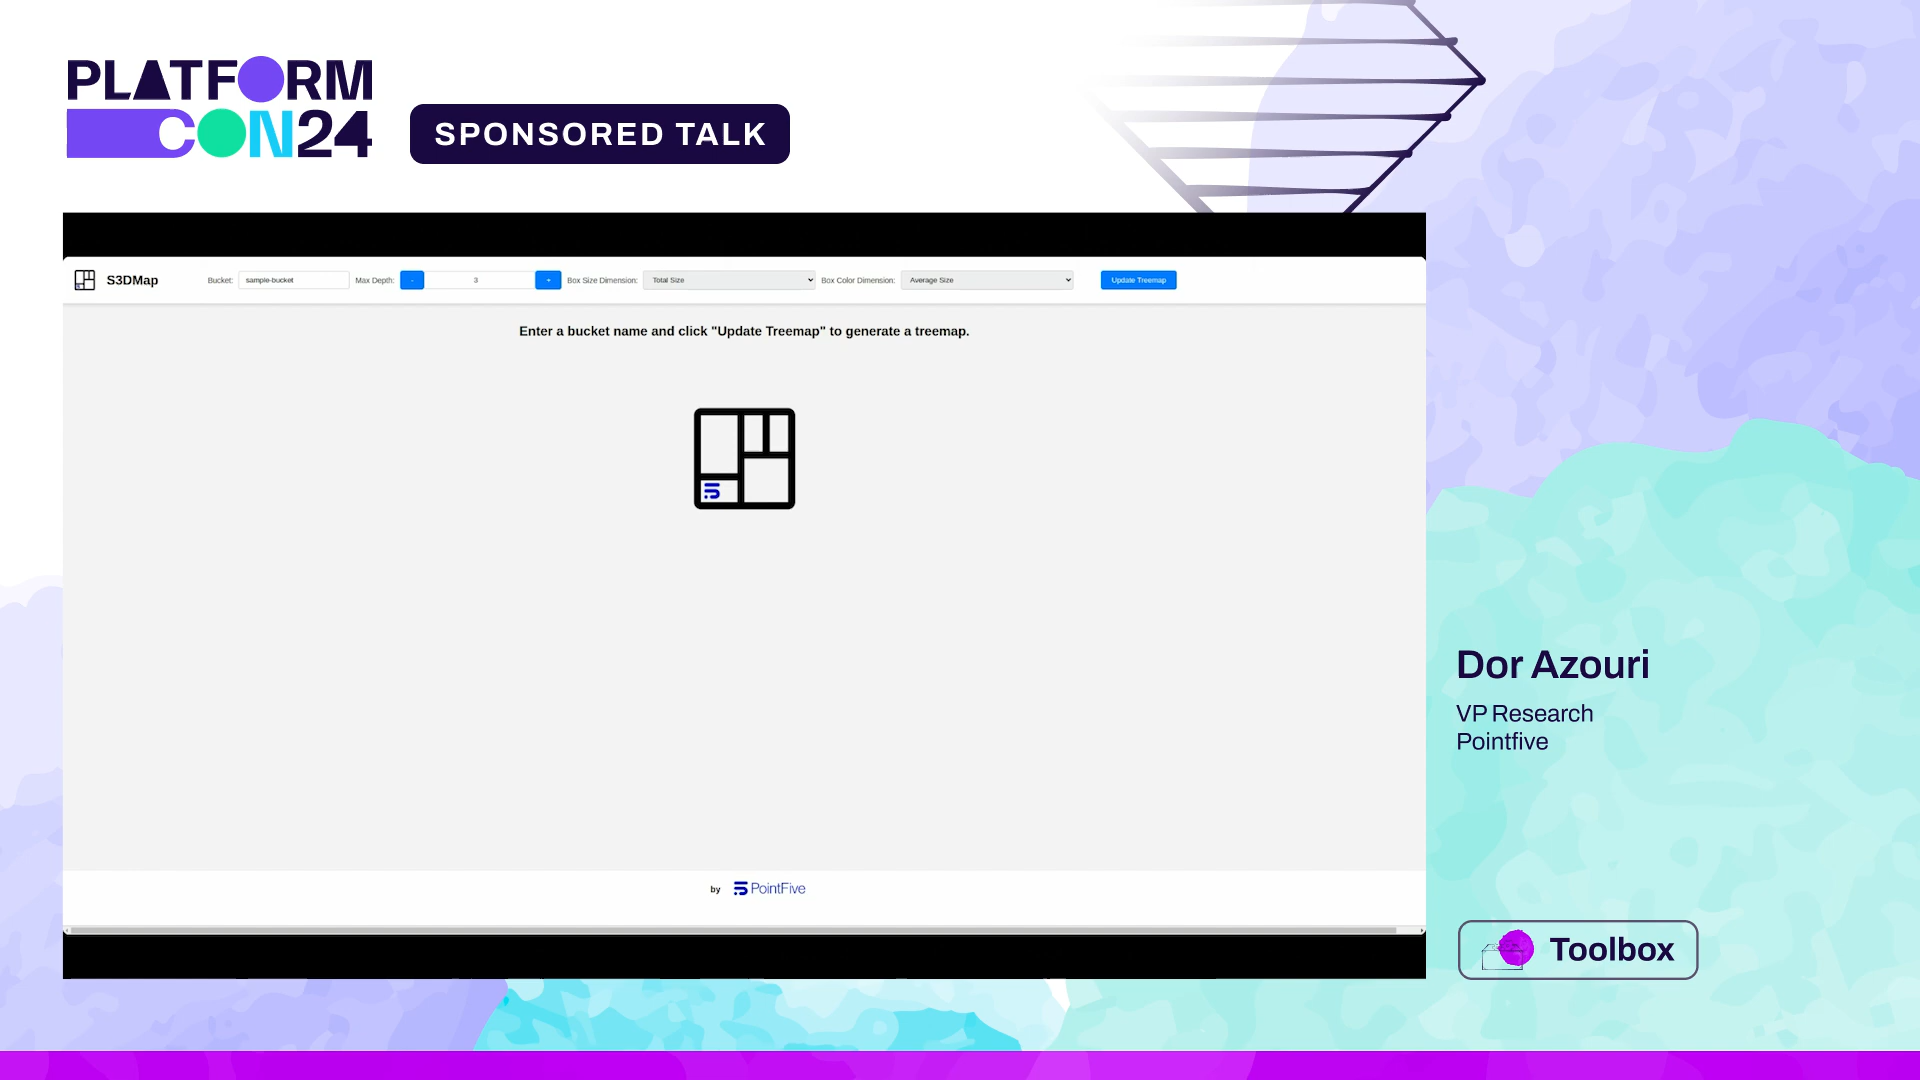 PLATFORM
CON24
SPONSORED TALK
S3DMap
Bucket: sample-bucket Max Depth: - 3 + Box Size Dimension: Total Size Box Color Dimension: Average Size Update Treemap
Enter a bucket name and click "Update Treemap" to generate a treemap.
by PointFive
Dor Azouri
VP Research
Pointfive
Toolbox